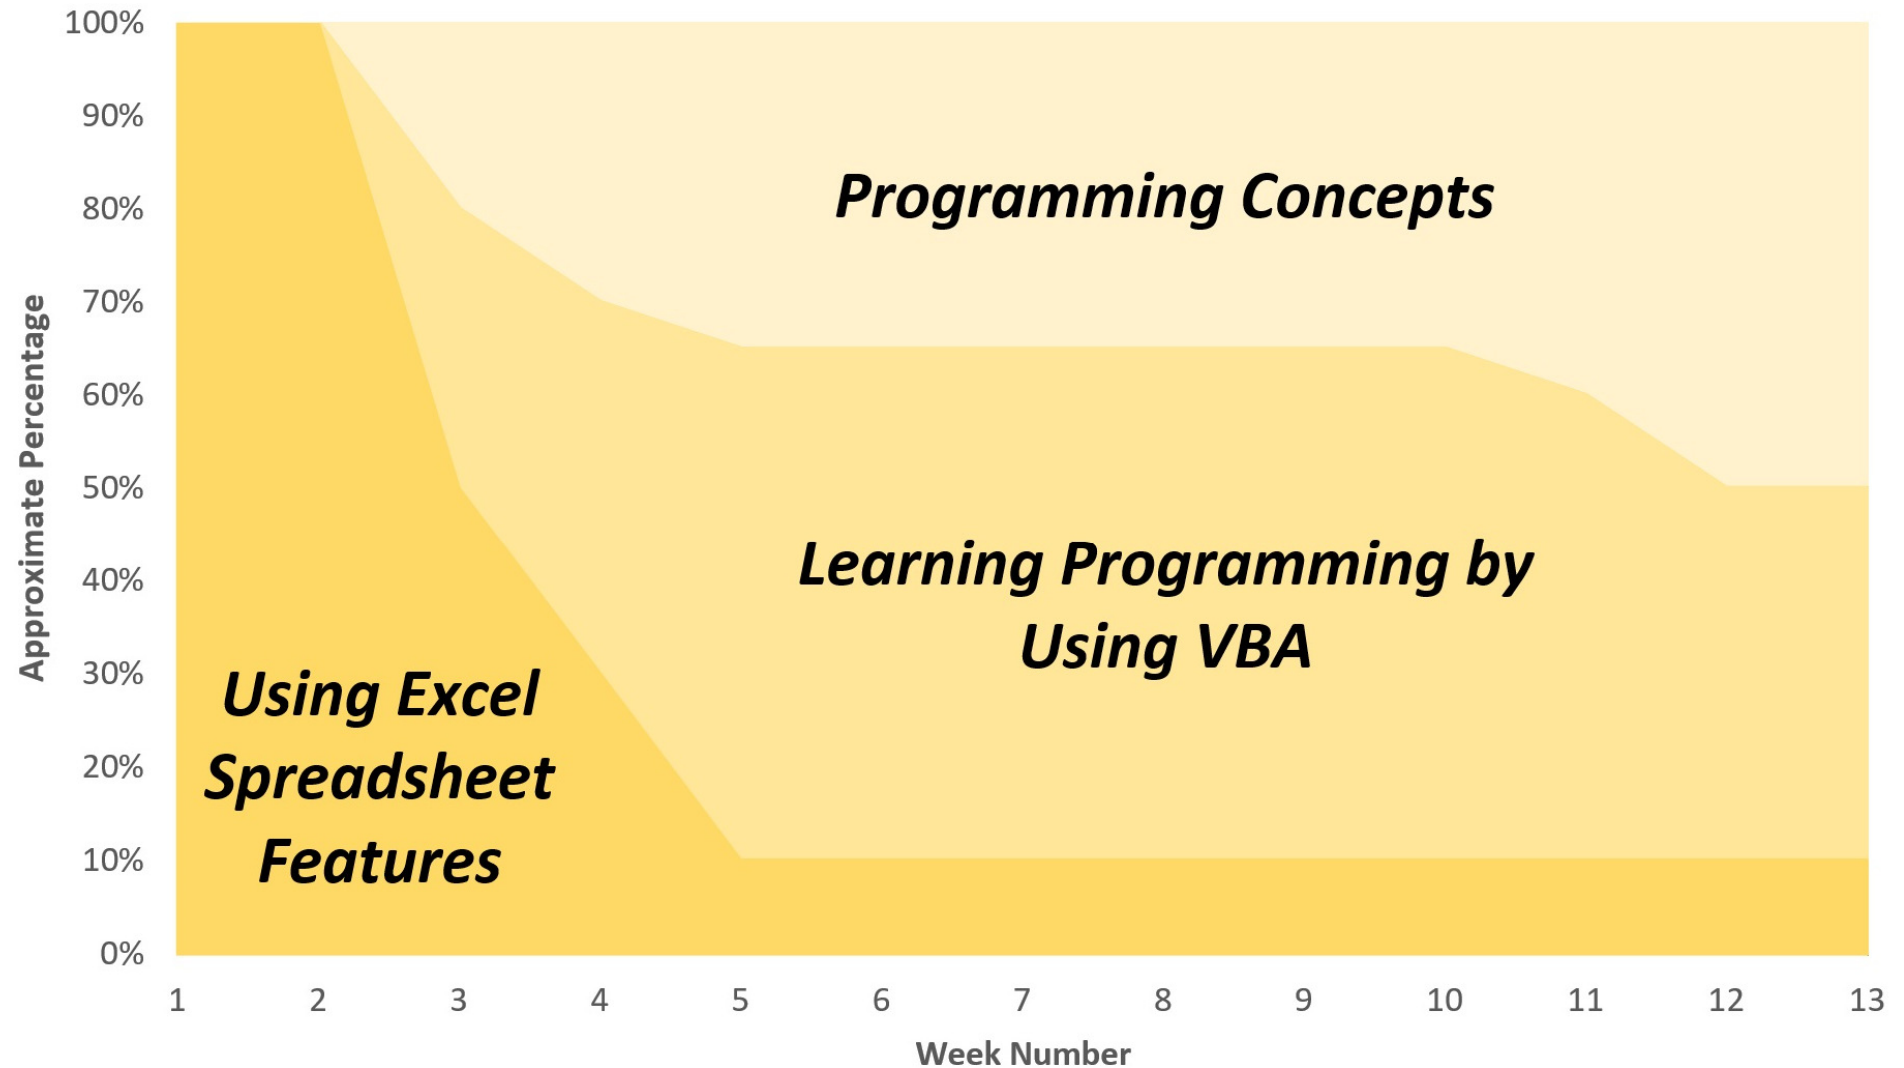 100%
90%
80%
70%
60%
50%
40%
30%
20%
10%
0%
Approximate Percentage
Programming Concepts
Learning Programming by
Using VBA
Using Excel
Spreadsheet
Features
1 2 3 4 5 6 7 8 9 10 11 12 13
Week Number